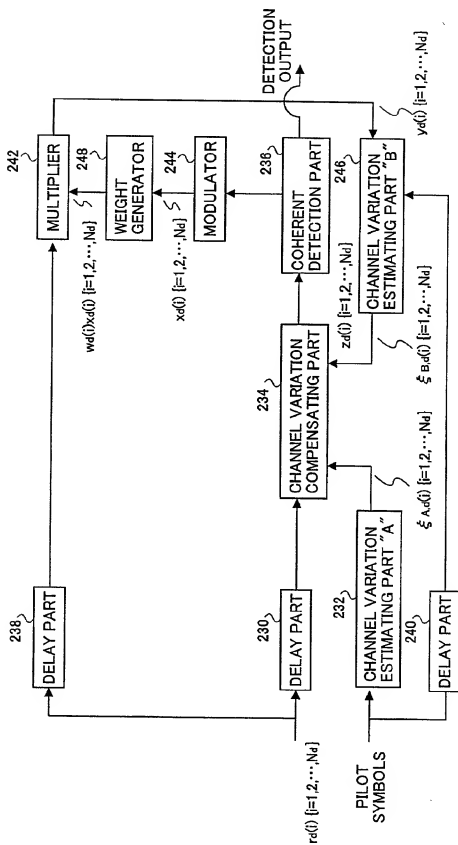 238
DELAY PART
242
MULTIPLIER
wd(i)xd(i) [i=1,2,···,Nd]
248
WEIGHT
GENERATOR
xd(i) [i=1,2,···,Nd]
244
MODULATOR
DETECTION
OUTPUT
rd(i) [i=1,2,···,Nd]
230
DELAY PART
234
CHANNEL VARIATION
COMPENSATING PART
zd(i) [i=1,2,···,Nd]
236
COHERENT
DETECTION PART
PILOT
SYMBOLS
232
CHANNEL VARIATION
ESTIMATING PART "A"
ξ A,d(i) [i=1,2,···,Nd]
246
CHANNEL VARIATION
ESTIMATING PART "B"
ξ B,d(i) [i=1,2,···,Nd]
yd(i) [i=1,2,···,Nd]
240
DELAY PART